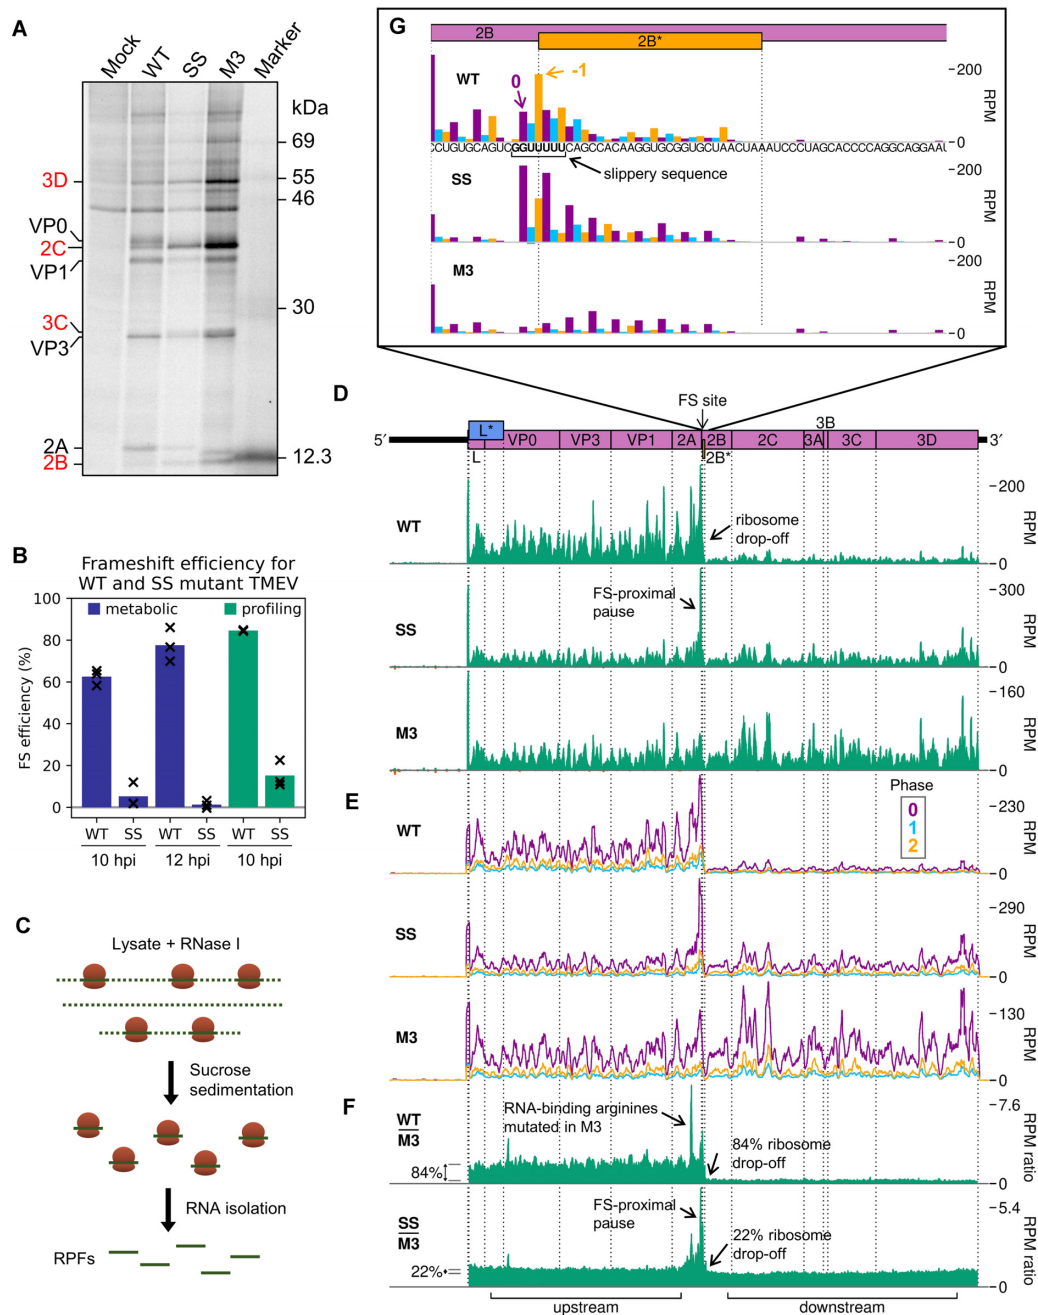 A
Mock
WT
SS
M3
Marker
kDa
69
55
46
30
12.3
3D
VP0
2C
VP1
3C
VP3
2A
2B
B
Frameshift efficiency for
WT and SS mutant TMEV
metabolic
profiling
FS efficiency (%)
100
80
60
40
20
0
WT SS WT SS WT SS
10 hpi 12 hpi 10 hpi
C
Lysate + RNase I
Sucrose
sedimentation
RNA isolation
RPFs
G
2B
2B*
WT
0
-1
200
0
RPM
CCUGUGCAGUCGGUUUUUCAGCCACAAGGUGCGGUGCUAACUAAAUCCCUAGCACCCCAGGCAGGAAU
slippery sequence
SS
200
0
RPM
M3
200
0
RPM
D
FS site
5′
L*
L
VP0
VP3
VP1
2A
2B
2B*
2C
3A
3B
3C
3D
3′
WT
ribosome
drop-off
200
0
RPM
SS
FS-proximal
pause
300
0
RPM
M3
160
0
RPM
E
Phase
0
1
2
WT
230
0
RPM
SS
290
0
RPM
M3
130
0
RPM
F
WT
M3
RNA-binding arginines
mutated in M3
84%
84% ribosome
drop-off
7.6
0
RPM ratio
SS
M3
FS-proximal
pause
22%
22% ribosome
drop-off
5.4
0
RPM ratio
upstream
downstream